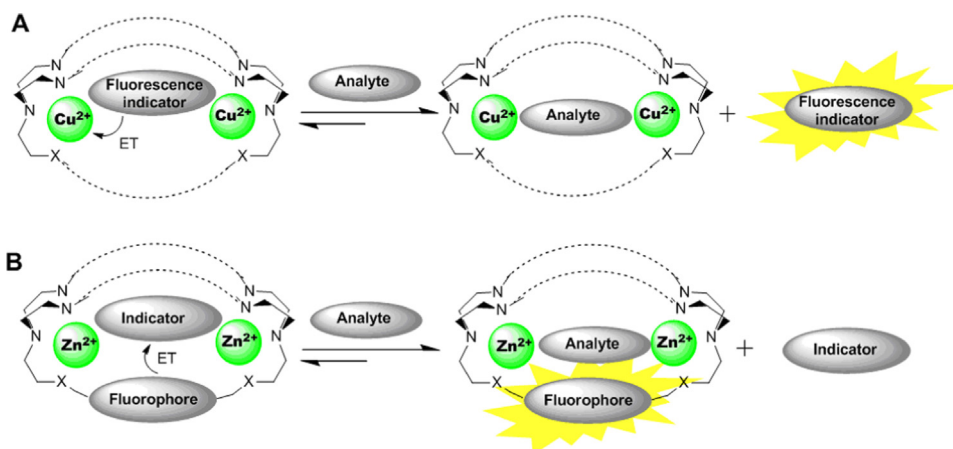 A
N
N
N
N
N
N
Fluorescence
indicator
Cu2+
Cu2+
ET
X
X
Analyte
N
N
N
N
N
N
Cu2+
Analyte
Cu2+
X
X
+
Fluorescence
indicator
B
N
N
N
N
N
N
Indicator
Zn2+
Zn2+
ET
X
X
Fluorophore
Analyte
N
N
N
N
N
N
Zn2+
Analyte
Zn2+
X
X
Fluorophore
+
Indicator